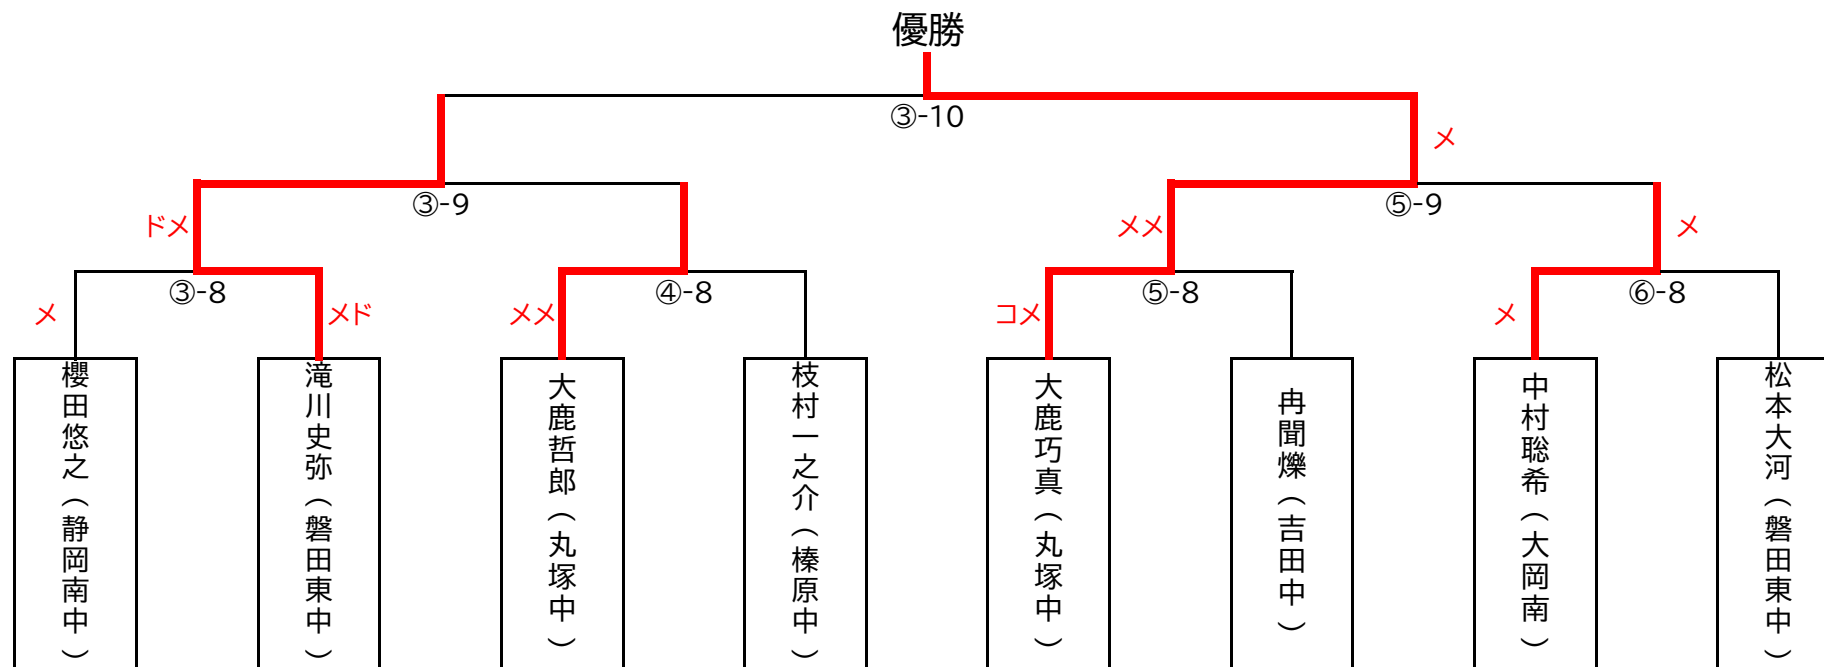 優勝
③-10
メ
③-9
⑤-9
ドメ
メメ
メ
③-8
④-8
⑤-8
⑥-8
メ
メド
メメ
コメ
メ
櫻田悠之(静岡南中)
滝川史弥(磐田東中)
大鹿哲郎(丸塚中)
枝村一之介(榛原中)
大鹿巧真(丸塚中)
冉聞爍(吉田中)
中村聡希(大岡南)
松本大河(磐田東中)